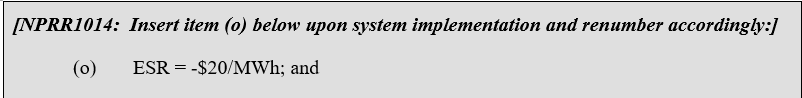 [NPRR1014: Insert item (o) below upon system implementation and renumber accordingly:]
(o) ESR = -$20/MWh; and